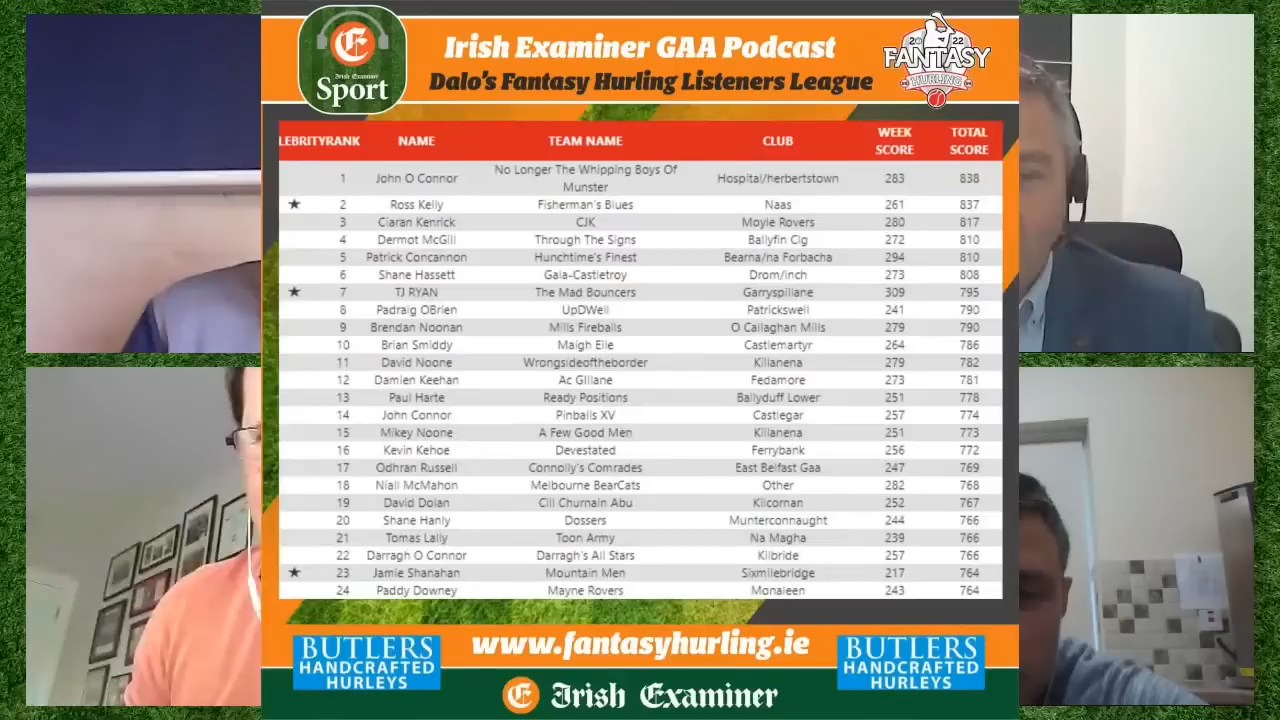 Irish Examiner
Sport
Irish Examiner GAA Podcast
Dalo's Fantasy Hurling Listeners League
2022
FANTASY
HURLING
LEBRITYRANK NAME TEAM NAME CLUB WEEK SCORE TOTAL SCORE
1 John O Connor No Longer The Whipping Boys Of Munster Hospital/herbertstown 283 838
★ 2 Ross Kelly Fisherman's Blues Naas 261 837
3 Ciaran Kenrick CJK Moyle Rovers 280 817
4 Dermot McGill Through The Signs Ballyfin Clg 272 810
5 Patrick Concannon Hunchtime's Finest Bearna/na Forbacha 294 810
6 Shane Hassett Gala-Castletroy Drom/inch 273 808
★ 7 TJ RYAN The Mad Bouncers Garryspillane 309 795
8 Padraig OBrien UpDWell Patrickswell 241 790
9 Brendan Noonan Mills Fireballs O Callaghan Mills 279 790
10 Brian Smiddy Maigh Eile Castlemartyr 264 786
11 David Noone Wrongsideoftheborder Killanena 279 782
12 Damien Keehan Ac Gliane Fedamore 273 781
13 Paul Harte Ready Positions Ballyduff Lower 251 778
14 John Connor Pinballs XV Castlegar 257 774
15 Mikey Noone A Few Good Men Killanena 251 773
16 Kevin Kehoe Devestated Ferrybank 256 772
17 Odhran Russell Connolly's Comrades East Belfast Gaa 247 769
18 Niall McMahon Melbourne BearCats Other 282 768
19 David Dolan Cill Churnain Abu Kilcornan 252 767
20 Shane Hanly Dossers Munterconnaught 244 766
21 Tomas Lally Toon Army Na Magha 239 766
22 Darragh O Connor Darragh's All Stars Kilbride 257 766
★ 23 Jamie Shanahan Mountain Men Sixmilebridge 217 764
24 Paddy Downey Mayne Rovers Monaleen 243 764
BUTLERS
HANDCRAFTED
HURLEYS
www.fantasyhurling.ie
BUTLERS
HANDCRAFTED
HURLEYS
Irish Examiner